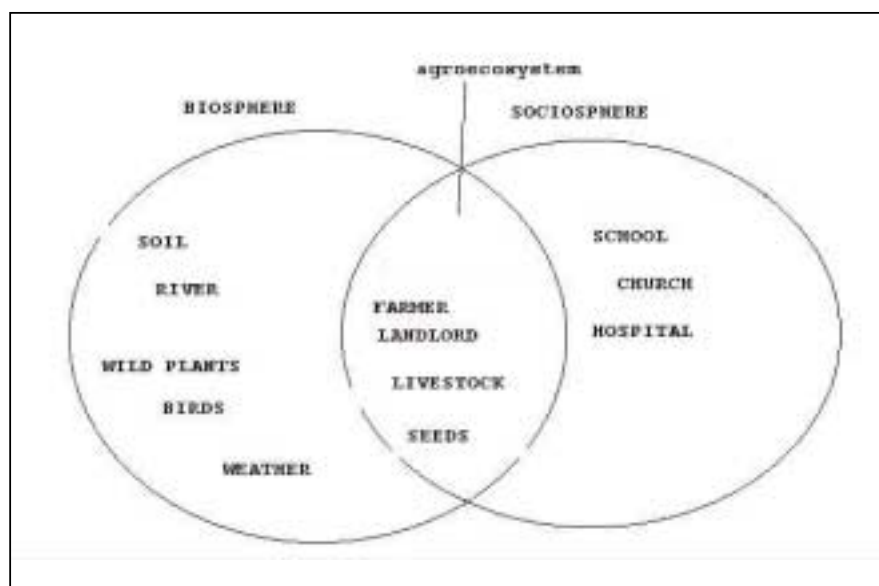 agroecosystem
BIOSPHERE
SOCIOSPHERE
SOIL
RIVER
WILD PLANTS
BIRDS
WEATHER
FARMER
LANDLORD
LIVESTOCK
SEEDS
SCHOOL
CHURCH
HOSPITAL